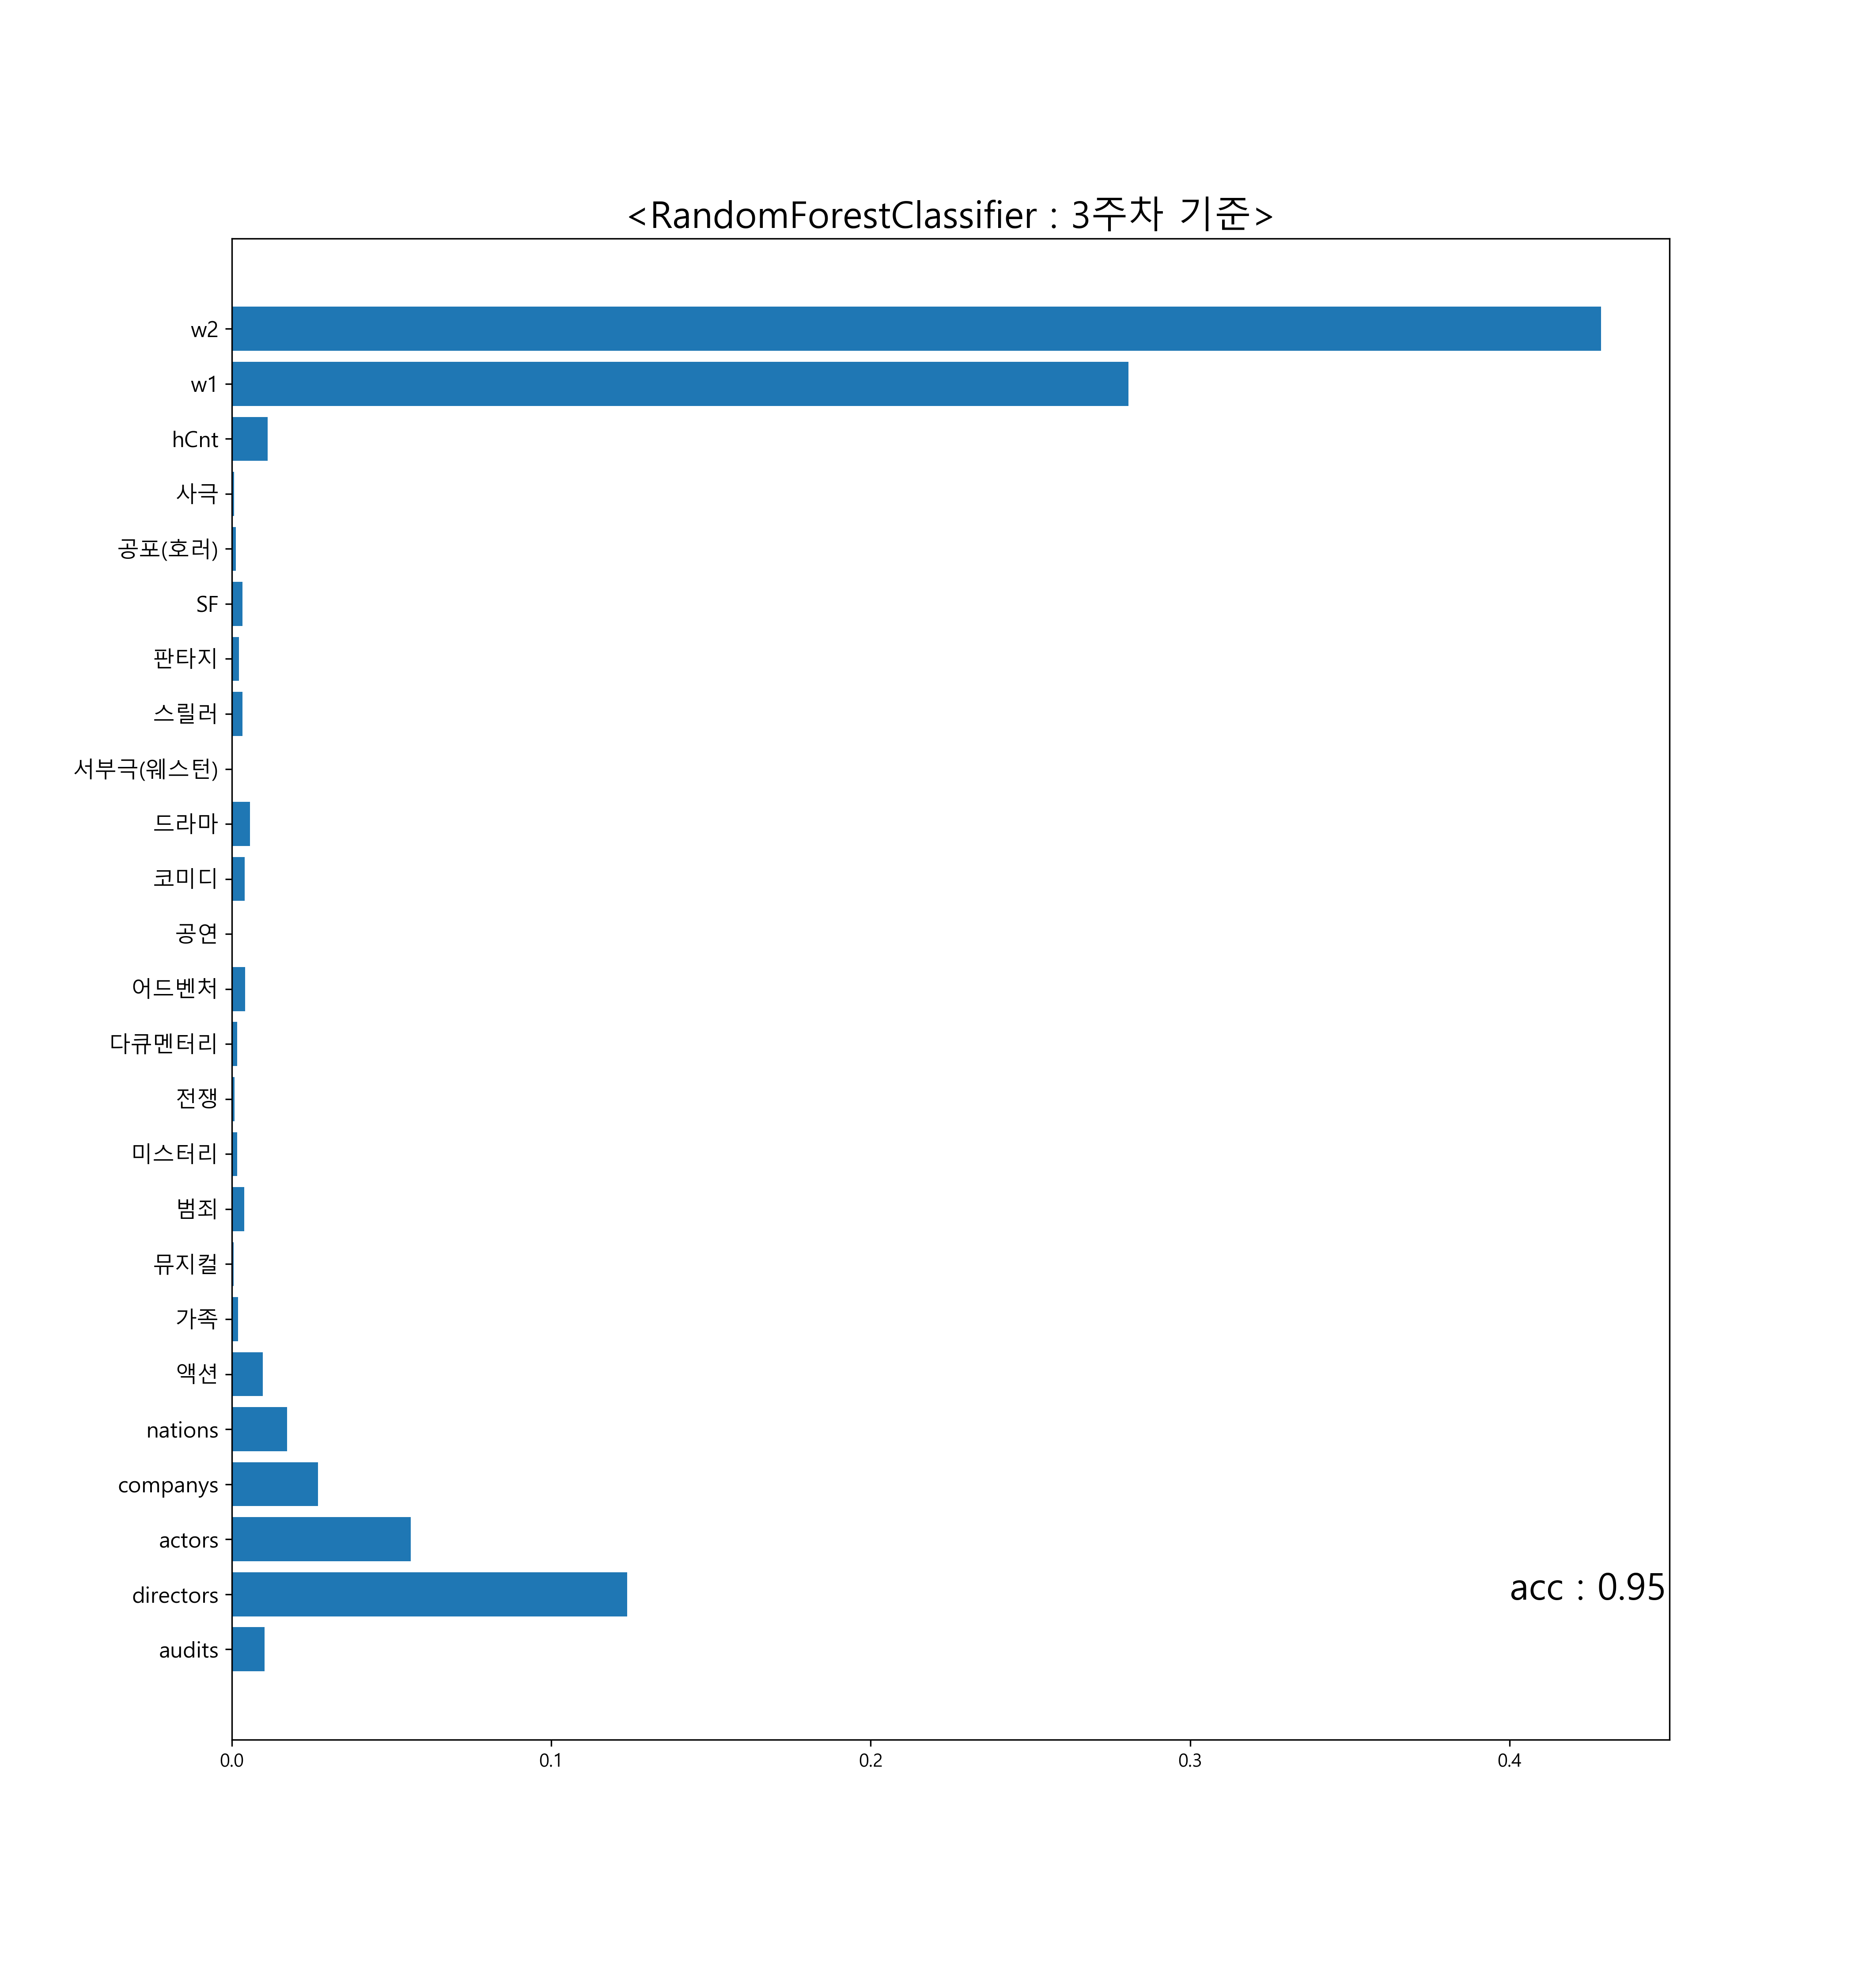 <RandomForestClassifier : 3주차 기준>
w2
w1
hCnt
사극
공포(호러)
SF
판타지
스릴러
서부극(웨스턴)
드라마
코미디
공연
어드벤처
다큐멘터리
전쟁
미스터리
범죄
뮤지컬
가족
액션
nations
companys
actors
directors
acc : 0.95
audits
0.0 0.1 0.2 0.3 0.4